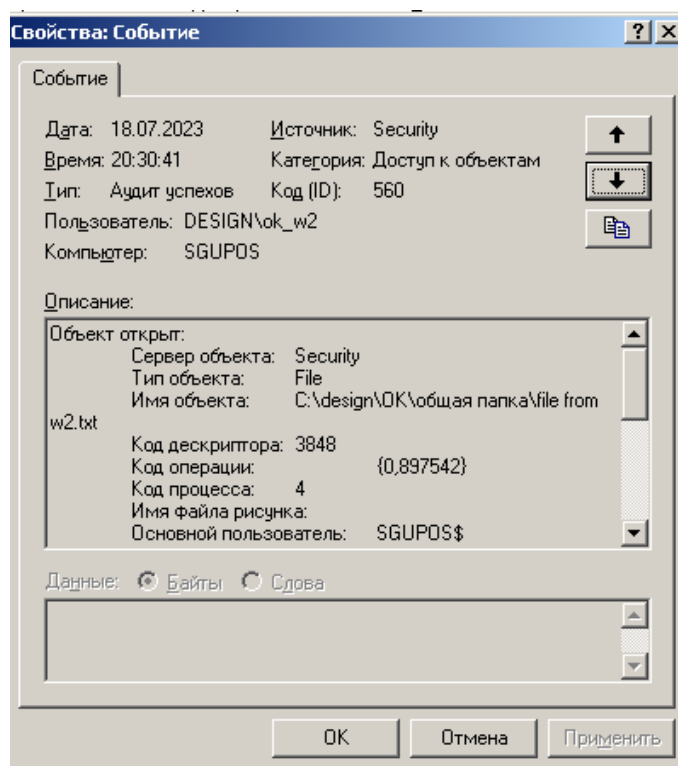 Свойства: Событие
Событие
Дата: 18.07.2023 Источник: Security
Время: 20:30:41 Категория: Доступ к объектам
Тип: Аудит успехов Код (ID): 560
Пользователь: DESIGN\ok_w2
Компьютер: SGUPOS
Описание:
Объект открыт:
Сервер объекта: Security
Тип объекта: File
Имя объекта: C:\design\OK\общая папка\file from
w2.txt
Код дескриптора: 3848
Код операции: {0,897542}
Код процесса: 4
Имя файла рисунка:
Основной пользователь: SGUPOS$
Данные: Байты Слова
OK Отмена Применить